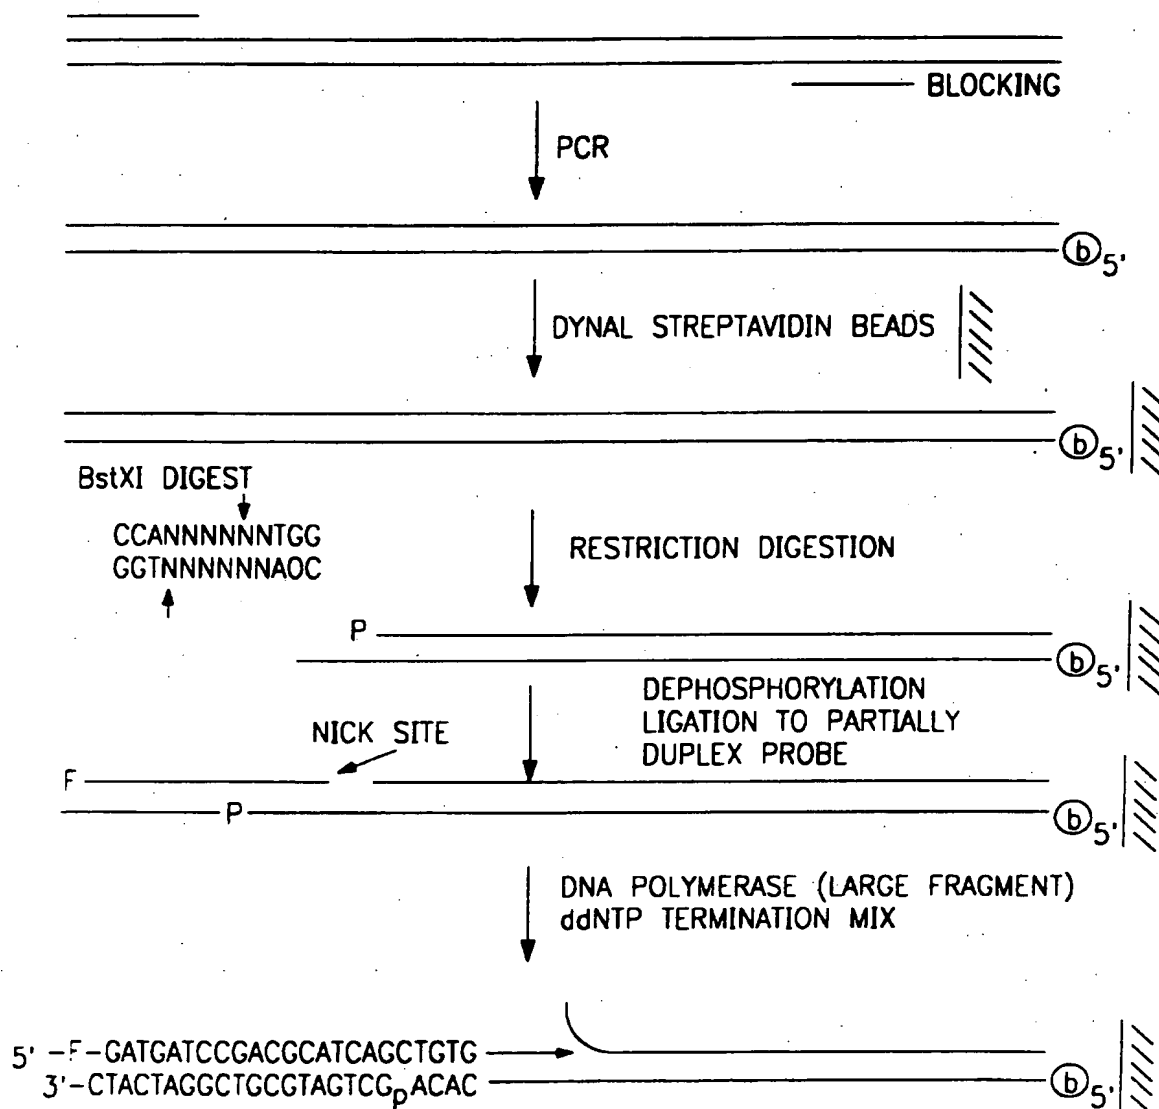 BLOCKING
PCR
b 5'
DYNAL STREPTAVIDIN BEADS
b 5'
BstXI DIGEST
CCANNNNNNTGG
GGTNNNNNNAOC
RESTRICTION DIGESTION
P
b 5'
DEPHOSPHORYLATION
LIGATION TO PARTIALLY
DUPLEX PROBE
NICK SITE
F
P
b 5'
DNA POLYMERASE (LARGE FRAGMENT)
ddNTP TERMINATION MIX
5' -F-GATGATCCGACGCATCAGCTGTG
3'-CTACTAGGCTGCGTAGTCGpACAC
b 5'